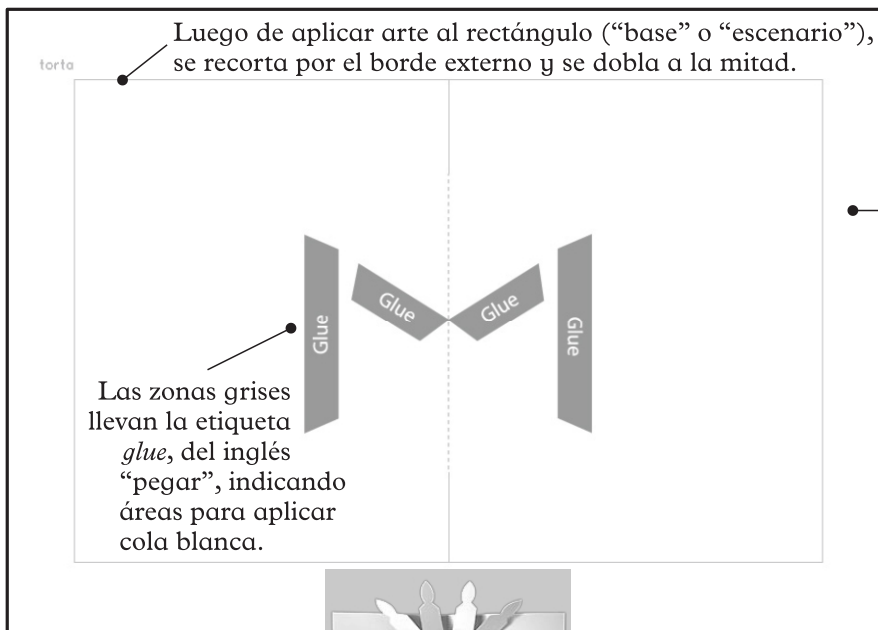 Luego de aplicar arte al rectángulo (“base” o “escenario”),
se recorta por el borde externo y se dobla a la mitad.
torta
Glue
Glue
Glue
Glue
Las zonas grises
llevan la etiqueta
glue, del inglés
“pegar”, indicando
áreas para aplicar
cola blanca.